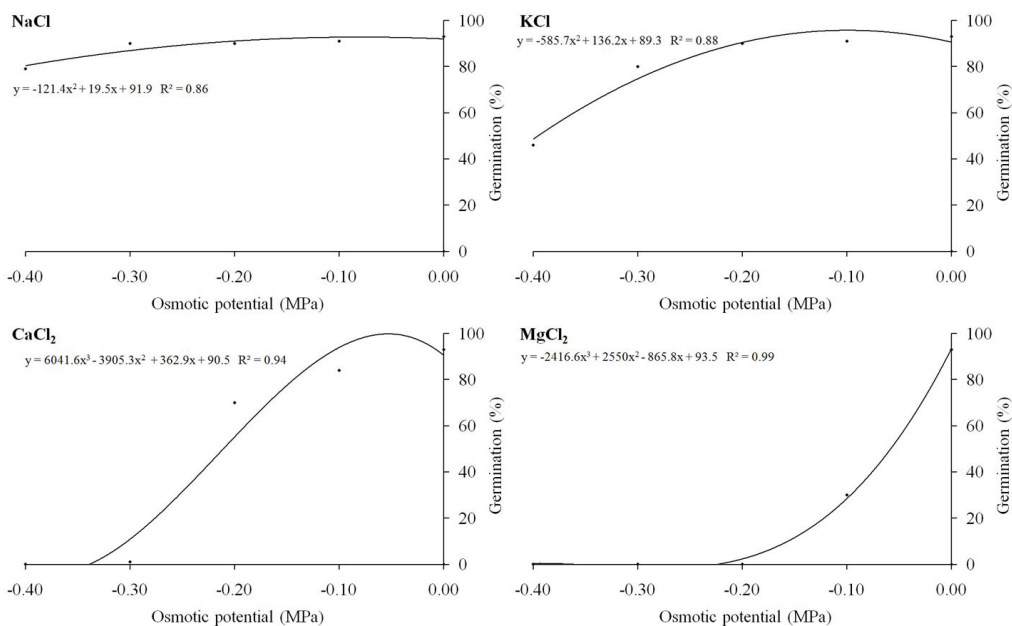 NaCl
y = -121.4x² + 19.5x + 91.9 R² = 0.86
100
80
60
40
20
0
Germination (%)
-0.40 -0.30 -0.20 -0.10 0.00
Osmotic potential (MPa)
KCl
y = -585.7x² + 136.2x + 89.3 R² = 0.88
100
80
60
40
20
0
Germination (%)
-0.40 -0.30 -0.20 -0.10 0.00
Osmotic potential (MPa)
CaCl₂
y = 6041.6x³ - 3905.3x² + 362.9x + 90.5 R² = 0.94
100
80
60
40
20
0
Germination (%)
-0.40 -0.30 -0.20 -0.10 0.00
Osmotic potential (MPa)
MgCl₂
y = -2416.6x³ + 2550x² - 865.8x + 93.5 R² = 0.99
100
80
60
40
20
0
Germination (%)
-0.40 -0.30 -0.20 -0.10 0.00
Osmotic potential (MPa)